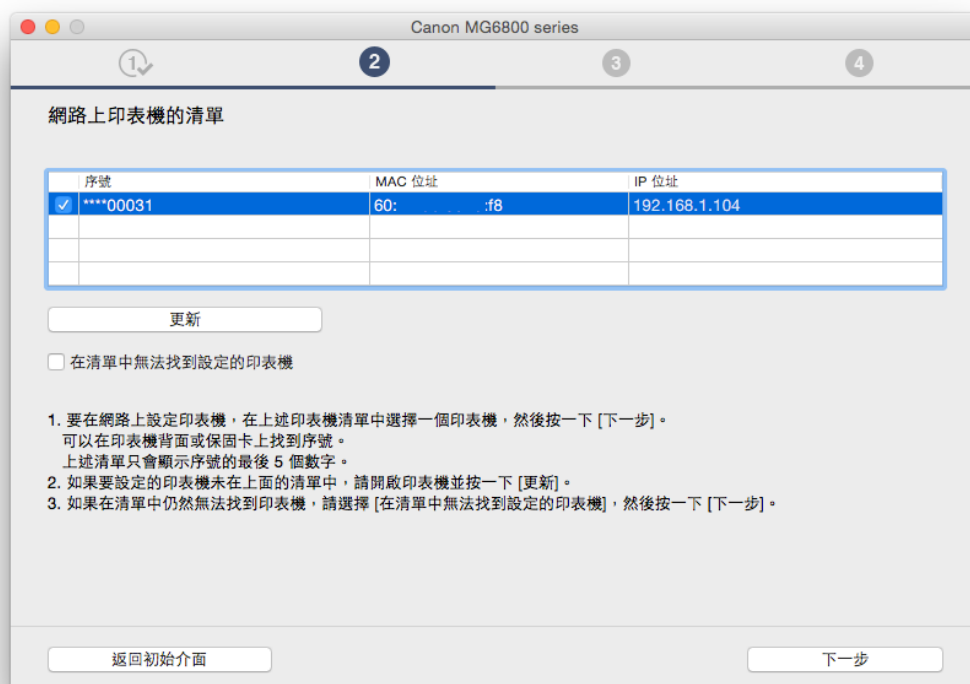 Canon MG6800 series
1 2 3 4
網路上印表機的清單
序號 MAC 位址 IP 位址
****00031 60: :f8 192.168.1.104
更新
在清單中無法找到設定的印表機
1. 要在網路上設定印表機，在上述印表機清單中選擇一個印表機，然後按一下 [下一步]。
可以在印表機背面或保固卡上找到序號。
上述清單只會顯示序號的最後 5 個數字。
2. 如果要設定的印表機未在上面的清單中，請開啟印表機並按一下 [更新]。
3. 如果在清單中仍然無法找到印表機，請選擇 [在清單中無法找到設定的印表機]，然後按一下 [下一步]。
返回初始介面 下一步